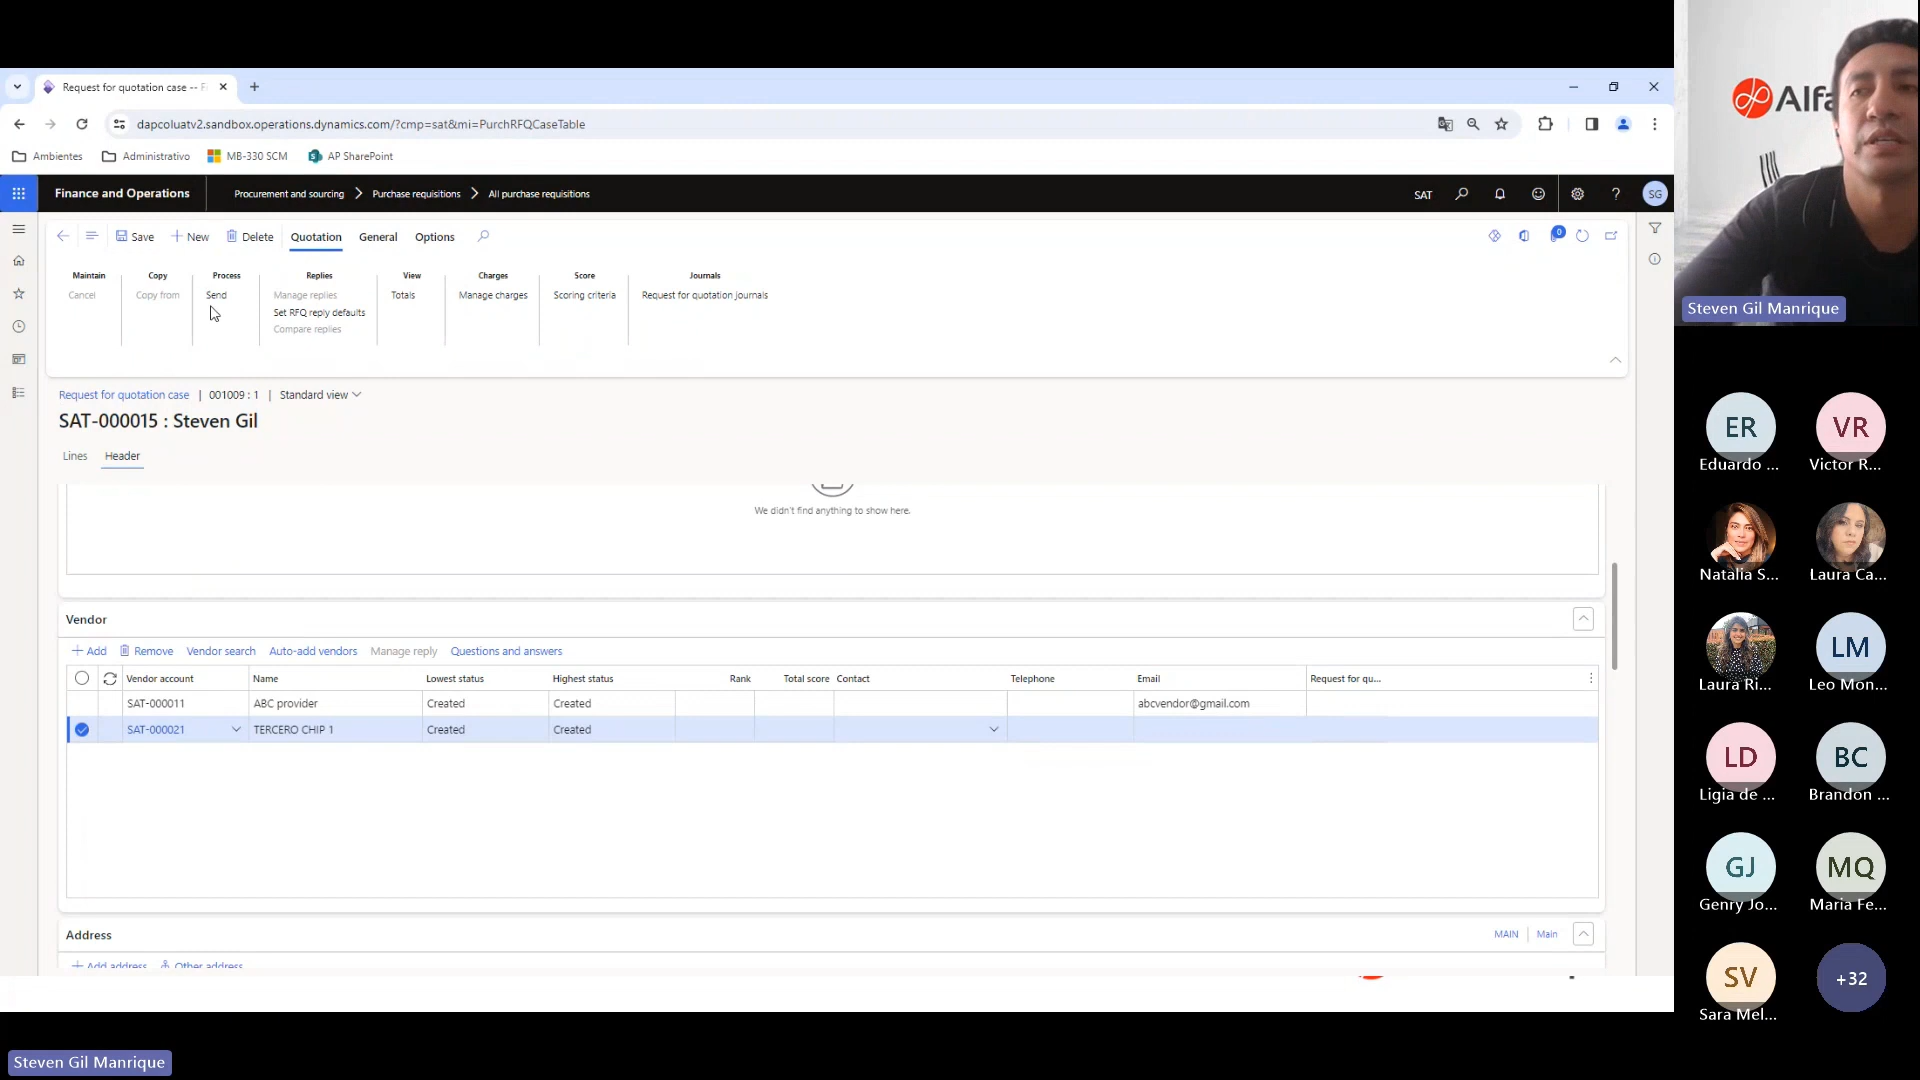 Request for quotation case -- F
dapcoluatv2.sandbox.operations.dynamics.com/?cmp=sat&mi=PurchRFQCaseTable
Ambientes Administrativo MB-330 SCM AP SharePoint
Finance and Operations Procurement and sourcing Purchase requisitions All purchase requisitions SAT ? SG
Save New Delete Quotation General Options 0
Maintain Copy Process Replies View Charges Score Journals
Cancel Copy from Send Manage replies Totals Manage charges Scoring criteria Request for quotation journals
Set RFQ reply defaults
Compare replies
Request for quotation case | 001009 : 1 | Standard view
SAT-000015 : Steven Gil
Lines Header
We didn't find anything to show here.
Vendor
Add Remove Vendor search Auto-add vendors Manage reply Questions and answers
Vendor account Name Lowest status Highest status Rank Total score Contact Telephone Email Request for qu...
SAT-000011 ABC provider Created Created abcvendor@gmail.com
SAT-000021 TERCERO CHIP 1 Created Created
Address MAIN | Main
Add address Other address
Steven Gil Manrique
Alfa
Steven Gil Manrique
ER VR
Eduardo ... Victor R...
Natalia S... Laura Ca...
LM
Laura Ri... Leo Mon...
LD BC
Ligia de ... Brandon ...
GJ MQ
Genry Jo... Maria Fe...
SV +32
Sara Mel...